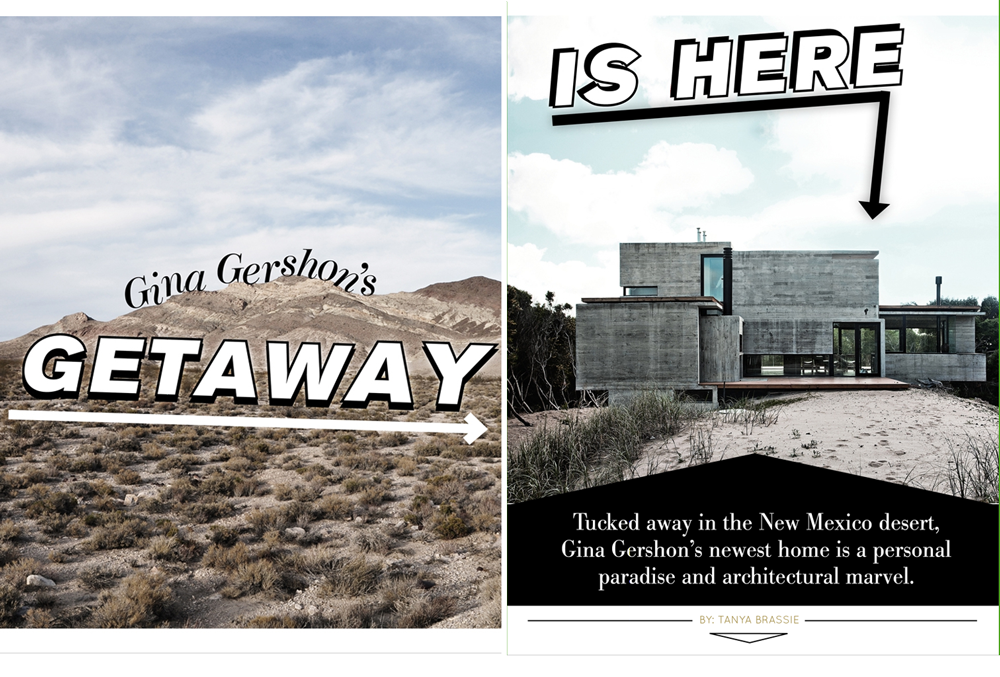 Gina Gershon's
GETAWAY
IS HERE
Tucked away in the New Mexico desert,
Gina Gershon's newest home is a personal
paradise and architectural marvel.
BY: TANYA BRASSIE